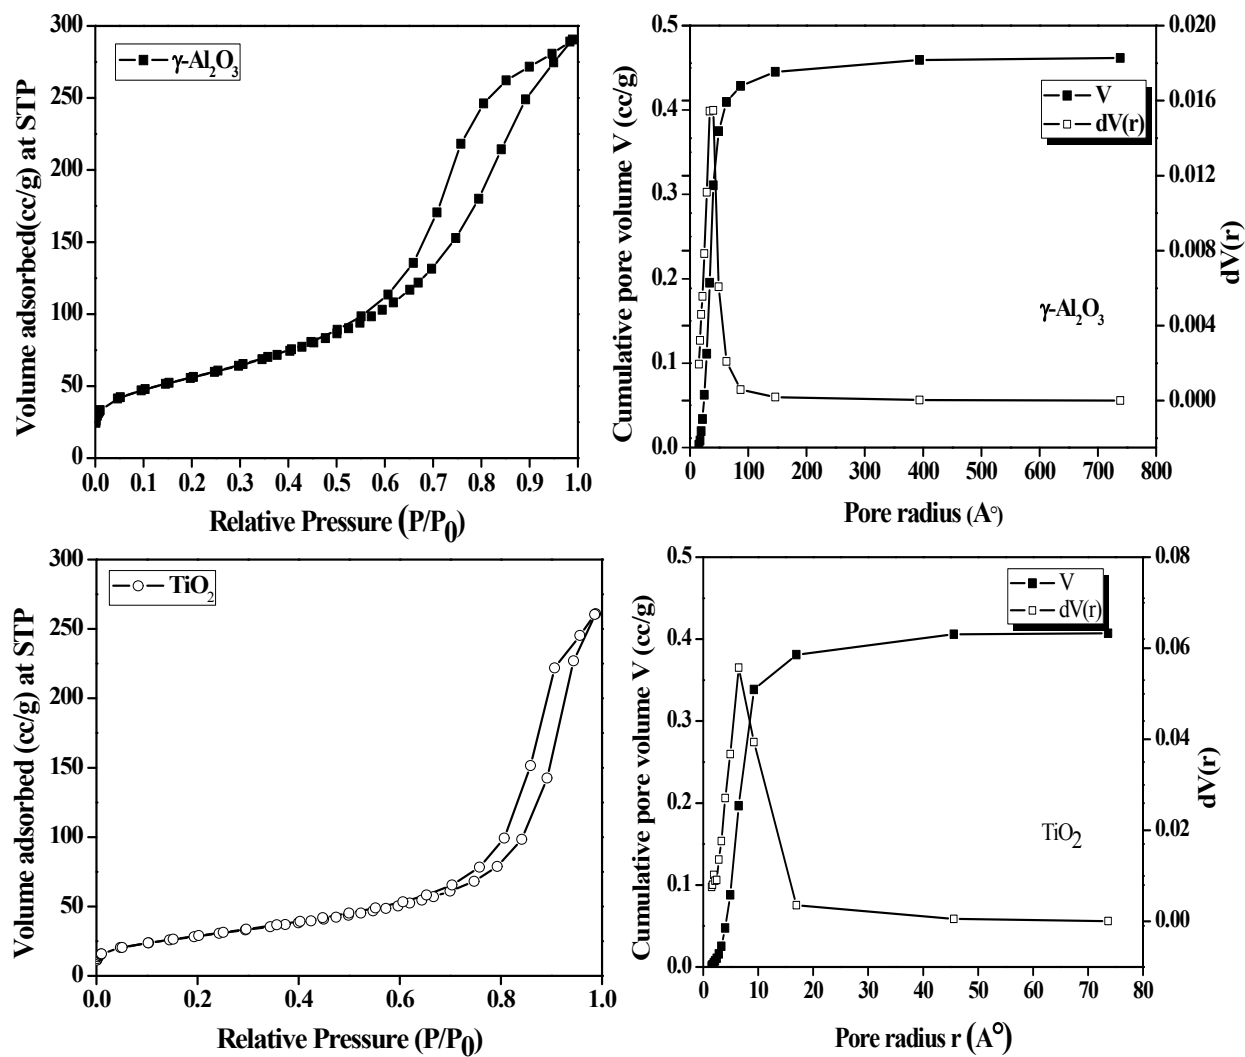 γ-Al2O3
Volume adsorbed(cc/g) at STP
300
250
200
150
100
50
0
0.0 0.1 0.2 0.3 0.4 0.5 0.6 0.7 0.8 0.9 1.0
Relative Pressure (P/P0)
V
dV(r)
γ-Al2O3
Cumulative pore volume V (cc/g)
0.5
0.4
0.3
0.2
0.1
0.0
0.020
0.016
0.012
0.008
0.004
0.000
dV(r)
0 100 200 300 400 500 600 700 800
Pore radius (A°)
TiO2
Volume adsorbed (cc/g) at STP
300
250
200
150
100
50
0
0.0 0.2 0.4 0.6 0.8 1.0
Relative Pressure (P/P0)
V
dV(r)
TiO2
Cumulative pore volume V (cc/g)
0.5
0.4
0.3
0.2
0.1
0.0
0.08
0.06
0.04
0.02
0.00
dV(r)
0 10 20 30 40 50 60 70 80
Pore radius r (A°)